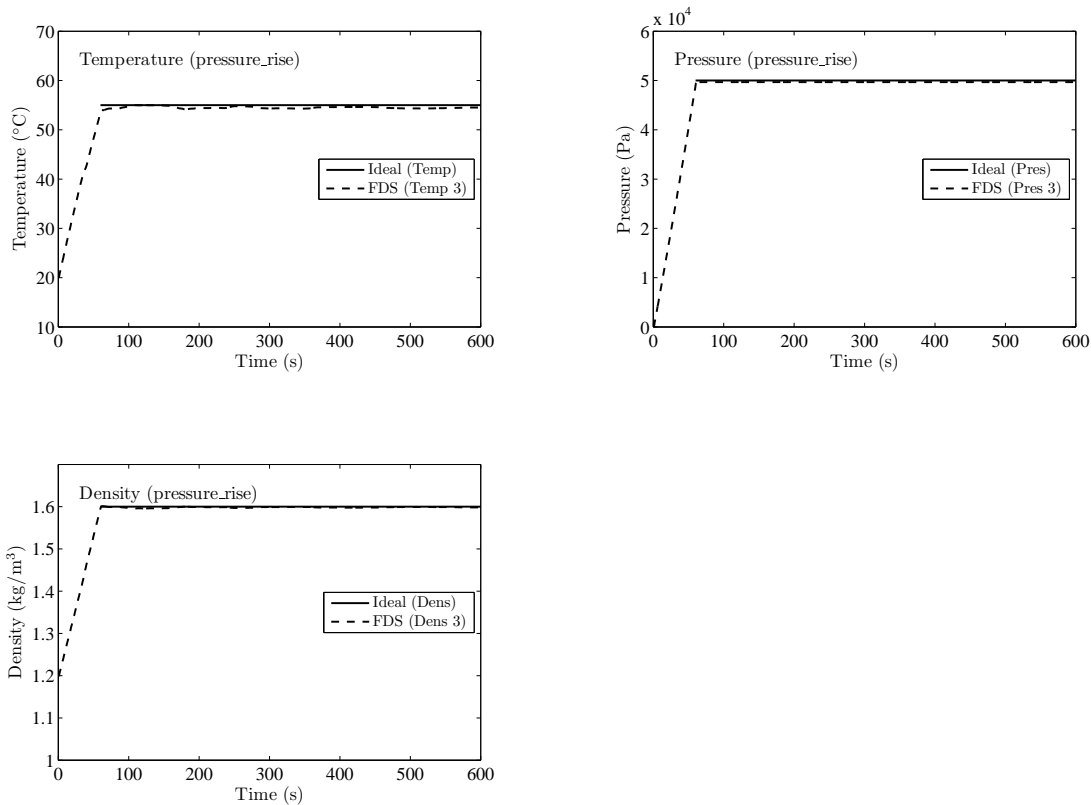 Temperature (pressure_rise)
70
60
50
40
30
20
10
Temperature (°C)
Ideal (Temp)
FDS (Temp 3)
0 100 200 300 400 500 600
Time (s)
x 10⁴
Pressure (pressure_rise)
6
5
4
3
2
1
0
Pressure (Pa)
Ideal (Pres)
FDS (Pres 3)
0 100 200 300 400 500 600
Time (s)
Density (pressure_rise)
1.6
1.5
1.4
1.3
1.2
1.1
1
Density (kg/m³)
Ideal (Dens)
FDS (Dens 3)
0 100 200 300 400 500 600
Time (s)